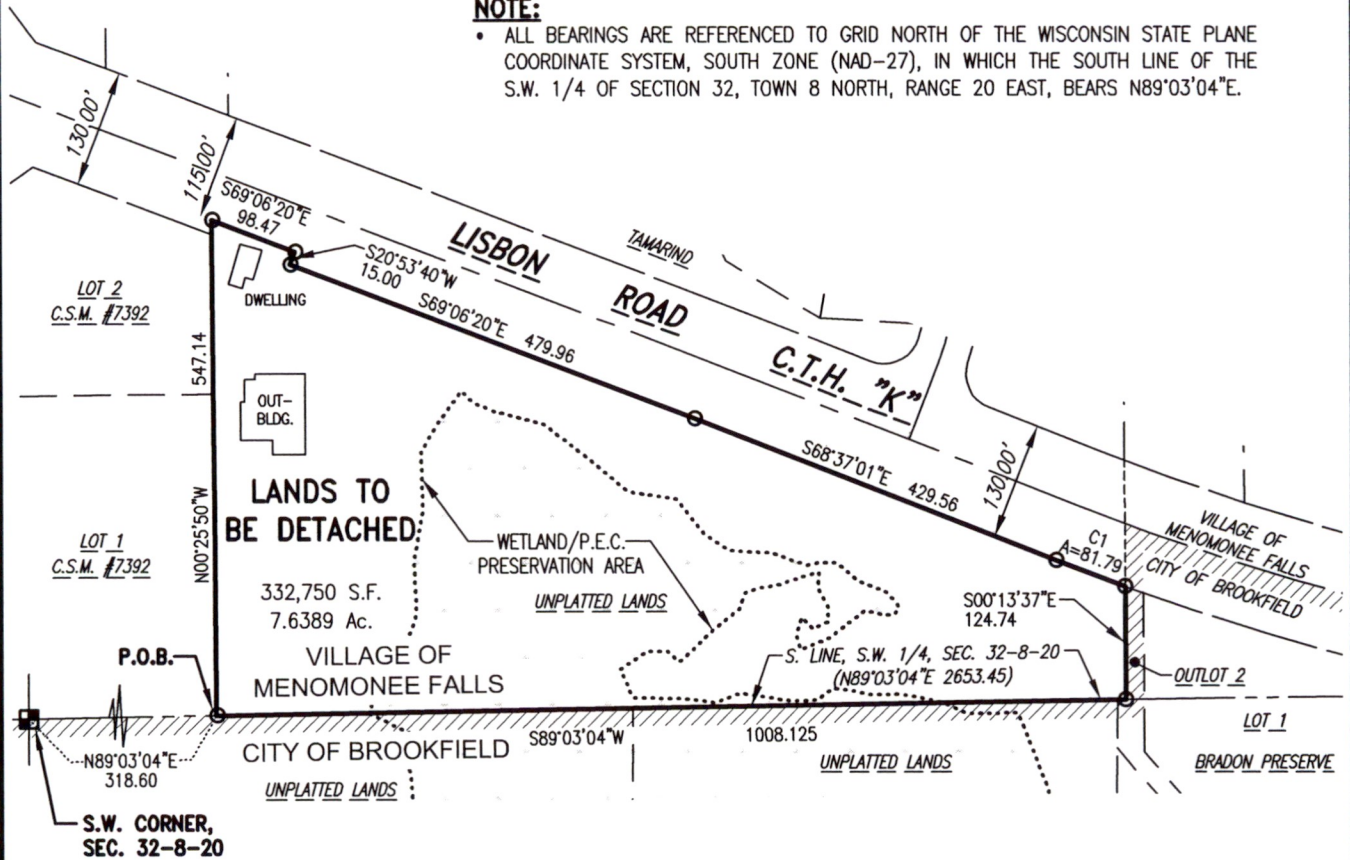 NOTE:
• ALL BEARINGS ARE REFERENCED TO GRID NORTH OF THE WISCONSIN STATE PLANE
COORDINATE SYSTEM, SOUTH ZONE (NAD-27), IN WHICH THE SOUTH LINE OF THE
S.W. 1/4 OF SECTION 32, TOWN 8 NORTH, RANGE 20 EAST, BEARS N89°03'04"E.
130.00'
115.00'
S69°06'20"E
98.47
S20°53'40"W
15.00
LISBON
ROAD
C.T.H. "K"
TAMARIND
LOT 2
C.S.M. #7392
DWELLING
S69°06'20"E 479.96
547.14
OUT-
BLDG.
S68°37'01"E 429.56
130.00'
LANDS TO
BE DETACHED
C1
A=81.79
VILLAGE OF
MENOMONEE FALLS
CITY OF BROOKFIELD
LOT 1
C.S.M. #7392
N00°25'50"W
WETLAND/P.E.C.
PRESERVATION AREA
UNPLATTED LANDS
332,750 S.F.
7.6389 Ac.
S00°13'37"E
124.74
P.O.B.
VILLAGE OF
MENOMONEE FALLS
S. LINE, S.W. 1/4, SEC. 32-8-20
(N89°03'04"E 2653.45)
OUTLOT 2
LOT 1
BRADON PRESERVE
S89°03'04"W
1008.125
CITY OF BROOKFIELD
UNPLATTED LANDS
UNPLATTED LANDS
N89°03'04"E
318.60
S.W. CORNER,
SEC. 32-8-20